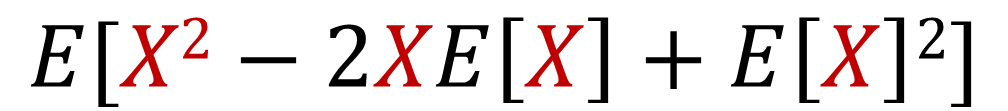 E[X² − 2XE[X] + E[X]²]